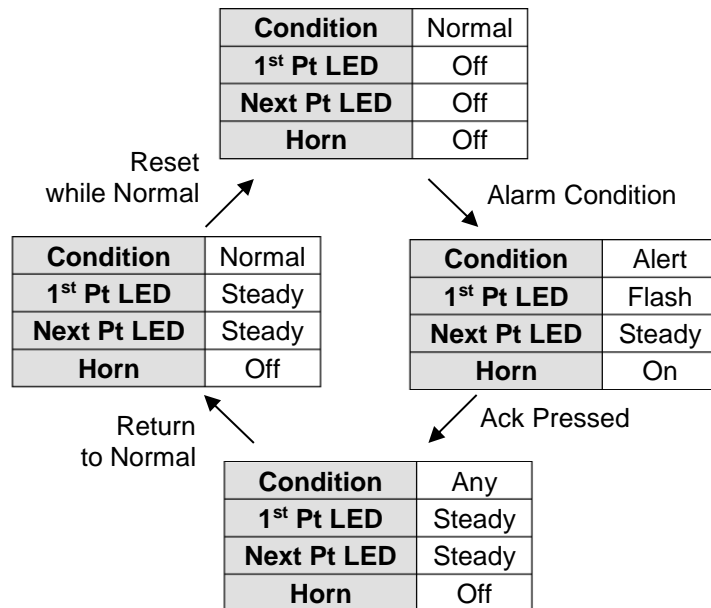 Condition Normal
1st Pt LED Off
Next Pt LED Off
Horn Off
Reset
while Normal
Alarm Condition
Condition Normal
1st Pt LED Steady
Next Pt LED Steady
Horn Off
Condition Alert
1st Pt LED Flash
Next Pt LED Steady
Horn On
Return
to Normal
Ack Pressed
Condition Any
1st Pt LED Steady
Next Pt LED Steady
Horn Off